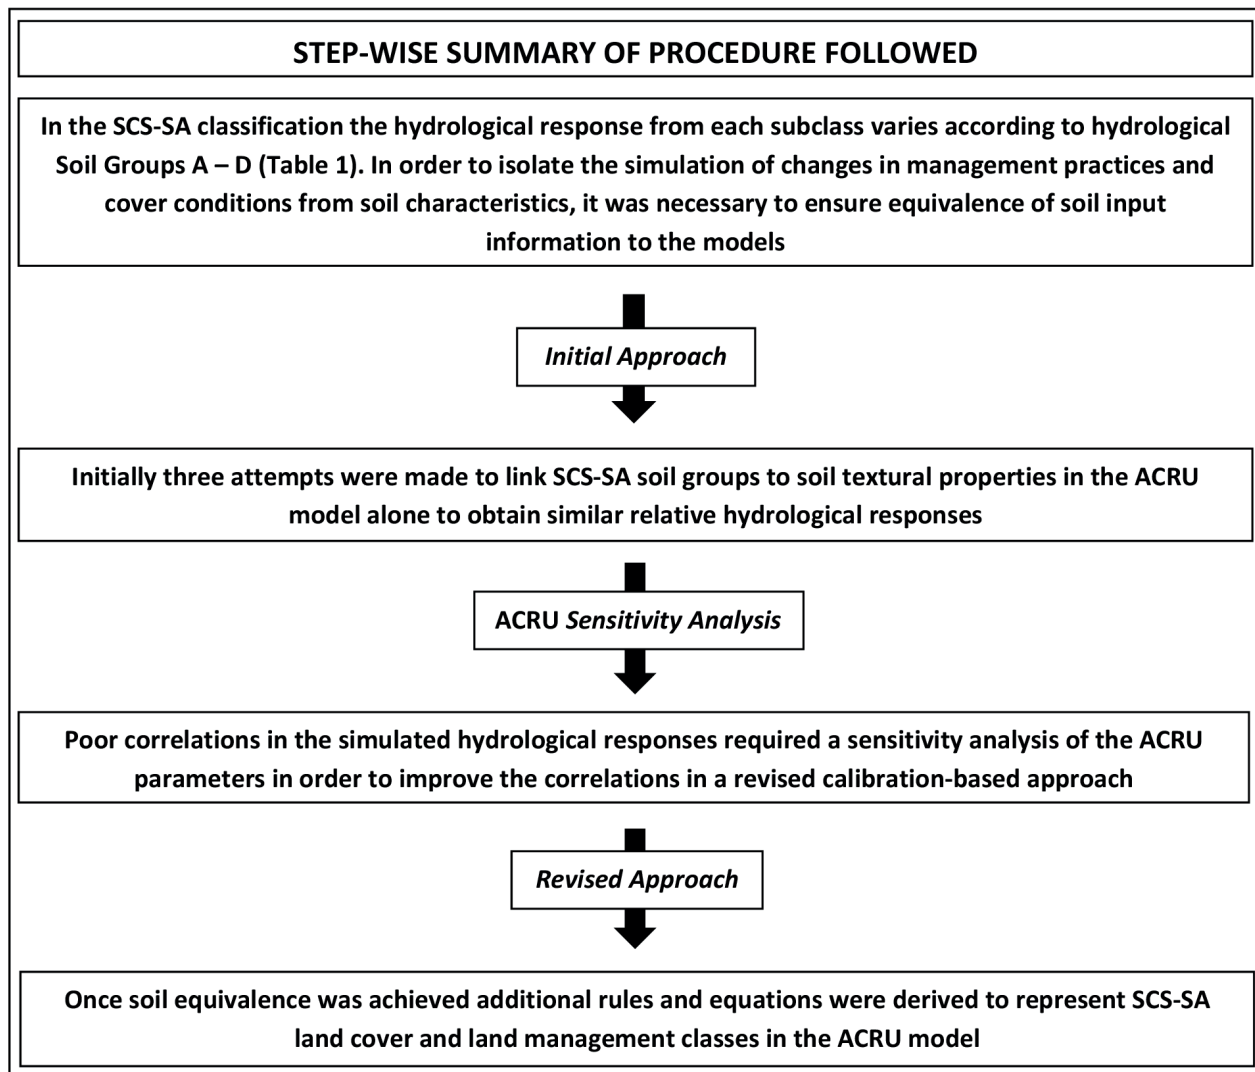 STEP-WISE SUMMARY OF PROCEDURE FOLLOWED
In the SCS-SA classification the hydrological response from each subclass varies according to hydrological
Soil Groups A – D (Table 1). In order to isolate the simulation of changes in management practices and
cover conditions from soil characteristics, it was necessary to ensure equivalence of soil input
information to the models
Initial Approach
Initially three attempts were made to link SCS-SA soil groups to soil textural properties in the ACRU
model alone to obtain similar relative hydrological responses
ACRU Sensitivity Analysis
Poor correlations in the simulated hydrological responses required a sensitivity analysis of the ACRU
parameters in order to improve the correlations in a revised calibration-based approach
Revised Approach
Once soil equivalence was achieved additional rules and equations were derived to represent SCS-SA
land cover and land management classes in the ACRU model